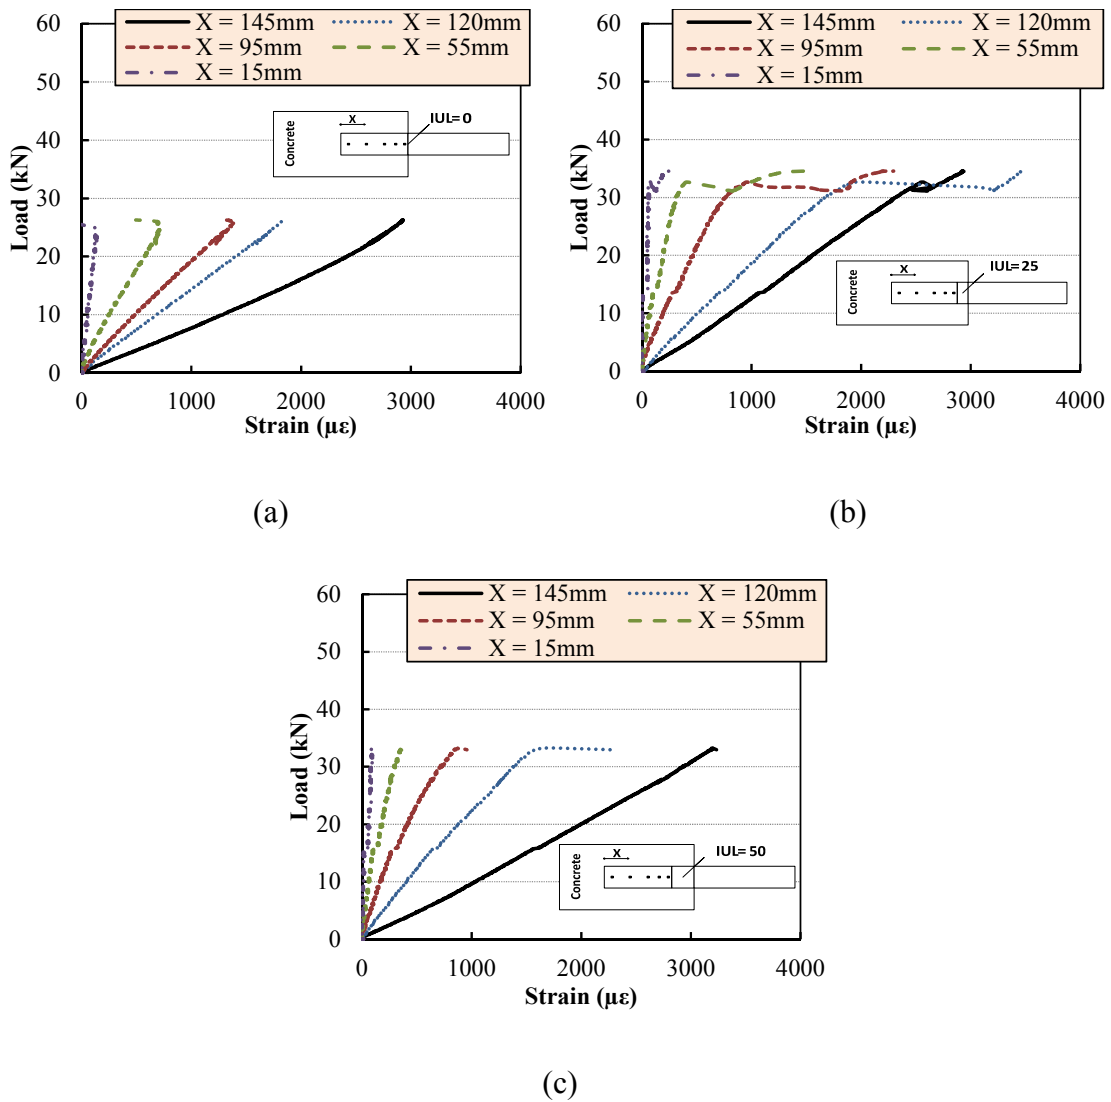 60
50
40
30
20
10
0
Load (kN)
X = 145mm X = 120mm
X = 95mm X = 55mm
X = 15mm
Concrete
X
IUL=0
0 1000 2000 3000 4000
Strain (µε)
(a)
60
50
40
30
20
10
0
Load (kN)
X = 145mm X = 120mm
X = 95mm X = 55mm
X = 15mm
Concrete
X
IUL=25
0 1000 2000 3000 4000
Strain (µε)
(b)
60
50
40
30
20
10
0
Load (kN)
X = 145mm X = 120mm
X = 95mm X = 55mm
X = 15mm
Concrete
X
IUL=50
0 1000 2000 3000 4000
Strain (µε)
(c)